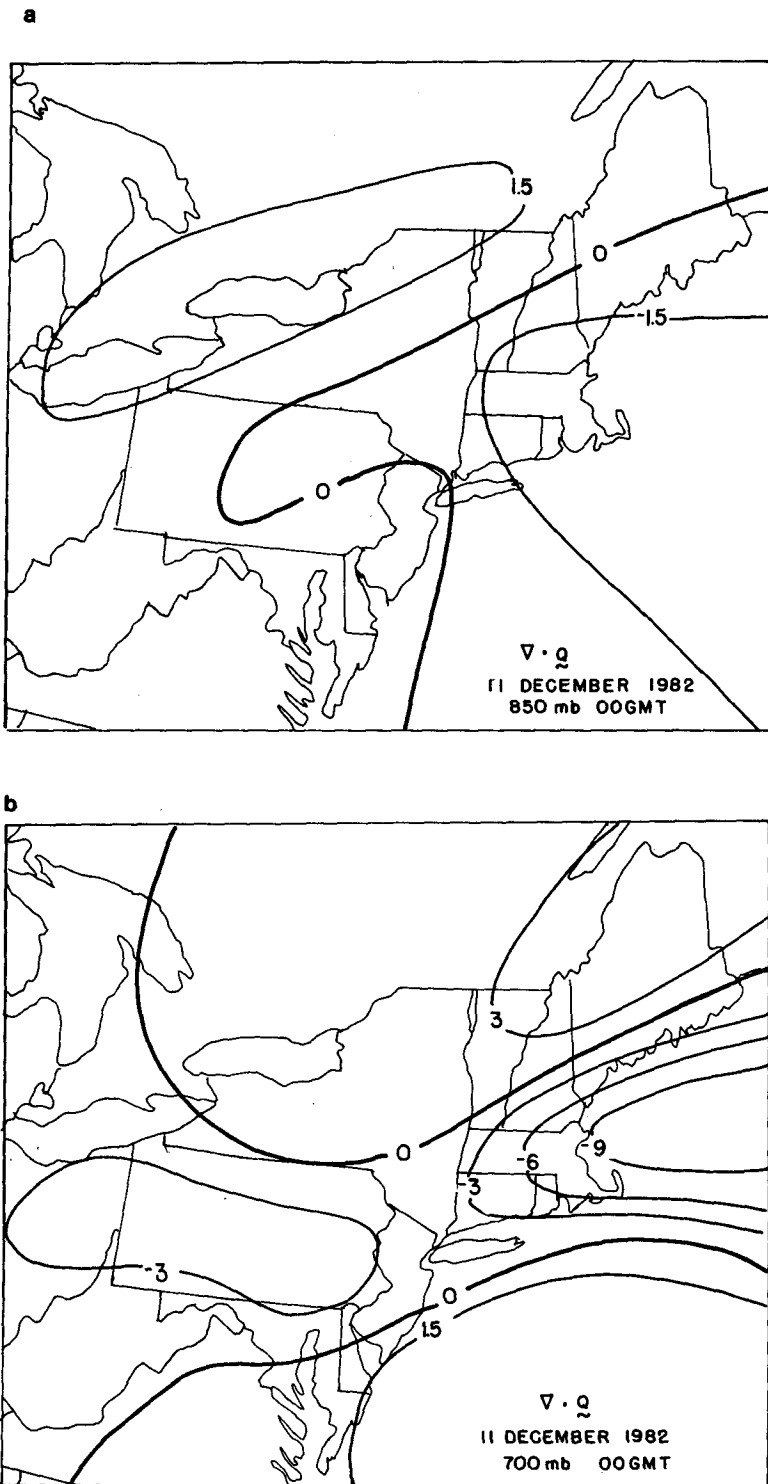 a
1.5
0
-1.5
0
∇ · Q
11 DECEMBER 1982
850 mb 00GMT
b
3
0
-9
-6
-3
-3
0
1.5
∇ · Q
11 DECEMBER 1982
700 mb 00GMT